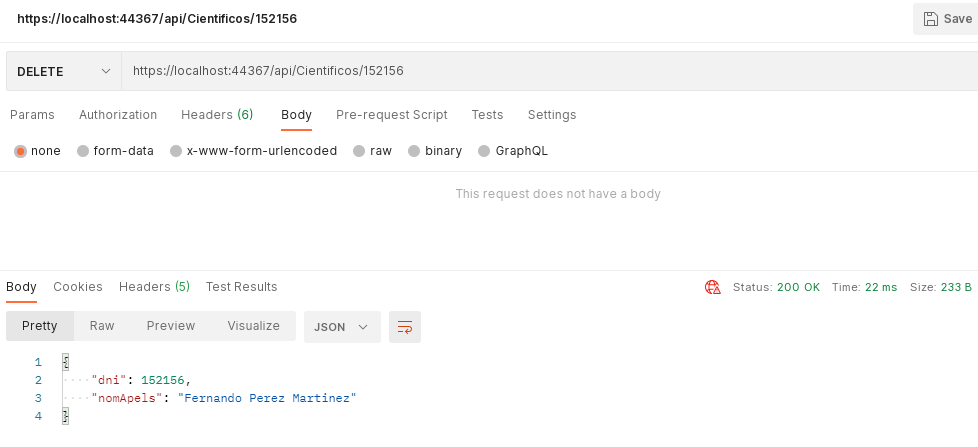 https://localhost:44367/api/Cientificos/152156
Save
DELETE
https://localhost:44367/api/Cientificos/152156
Params Authorization Headers (6) Body Pre-request Script Tests Settings
none form-data x-www-form-urlencoded raw binary GraphQL
This request does not have a body
Body Cookies Headers (5) Test Results Status: 200 OK Time: 22 ms Size: 233 B
Pretty Raw Preview Visualize JSON
1 {
2 "dni": 152156,
3 "nomApels": "Fernando Perez Martinez"
4 }